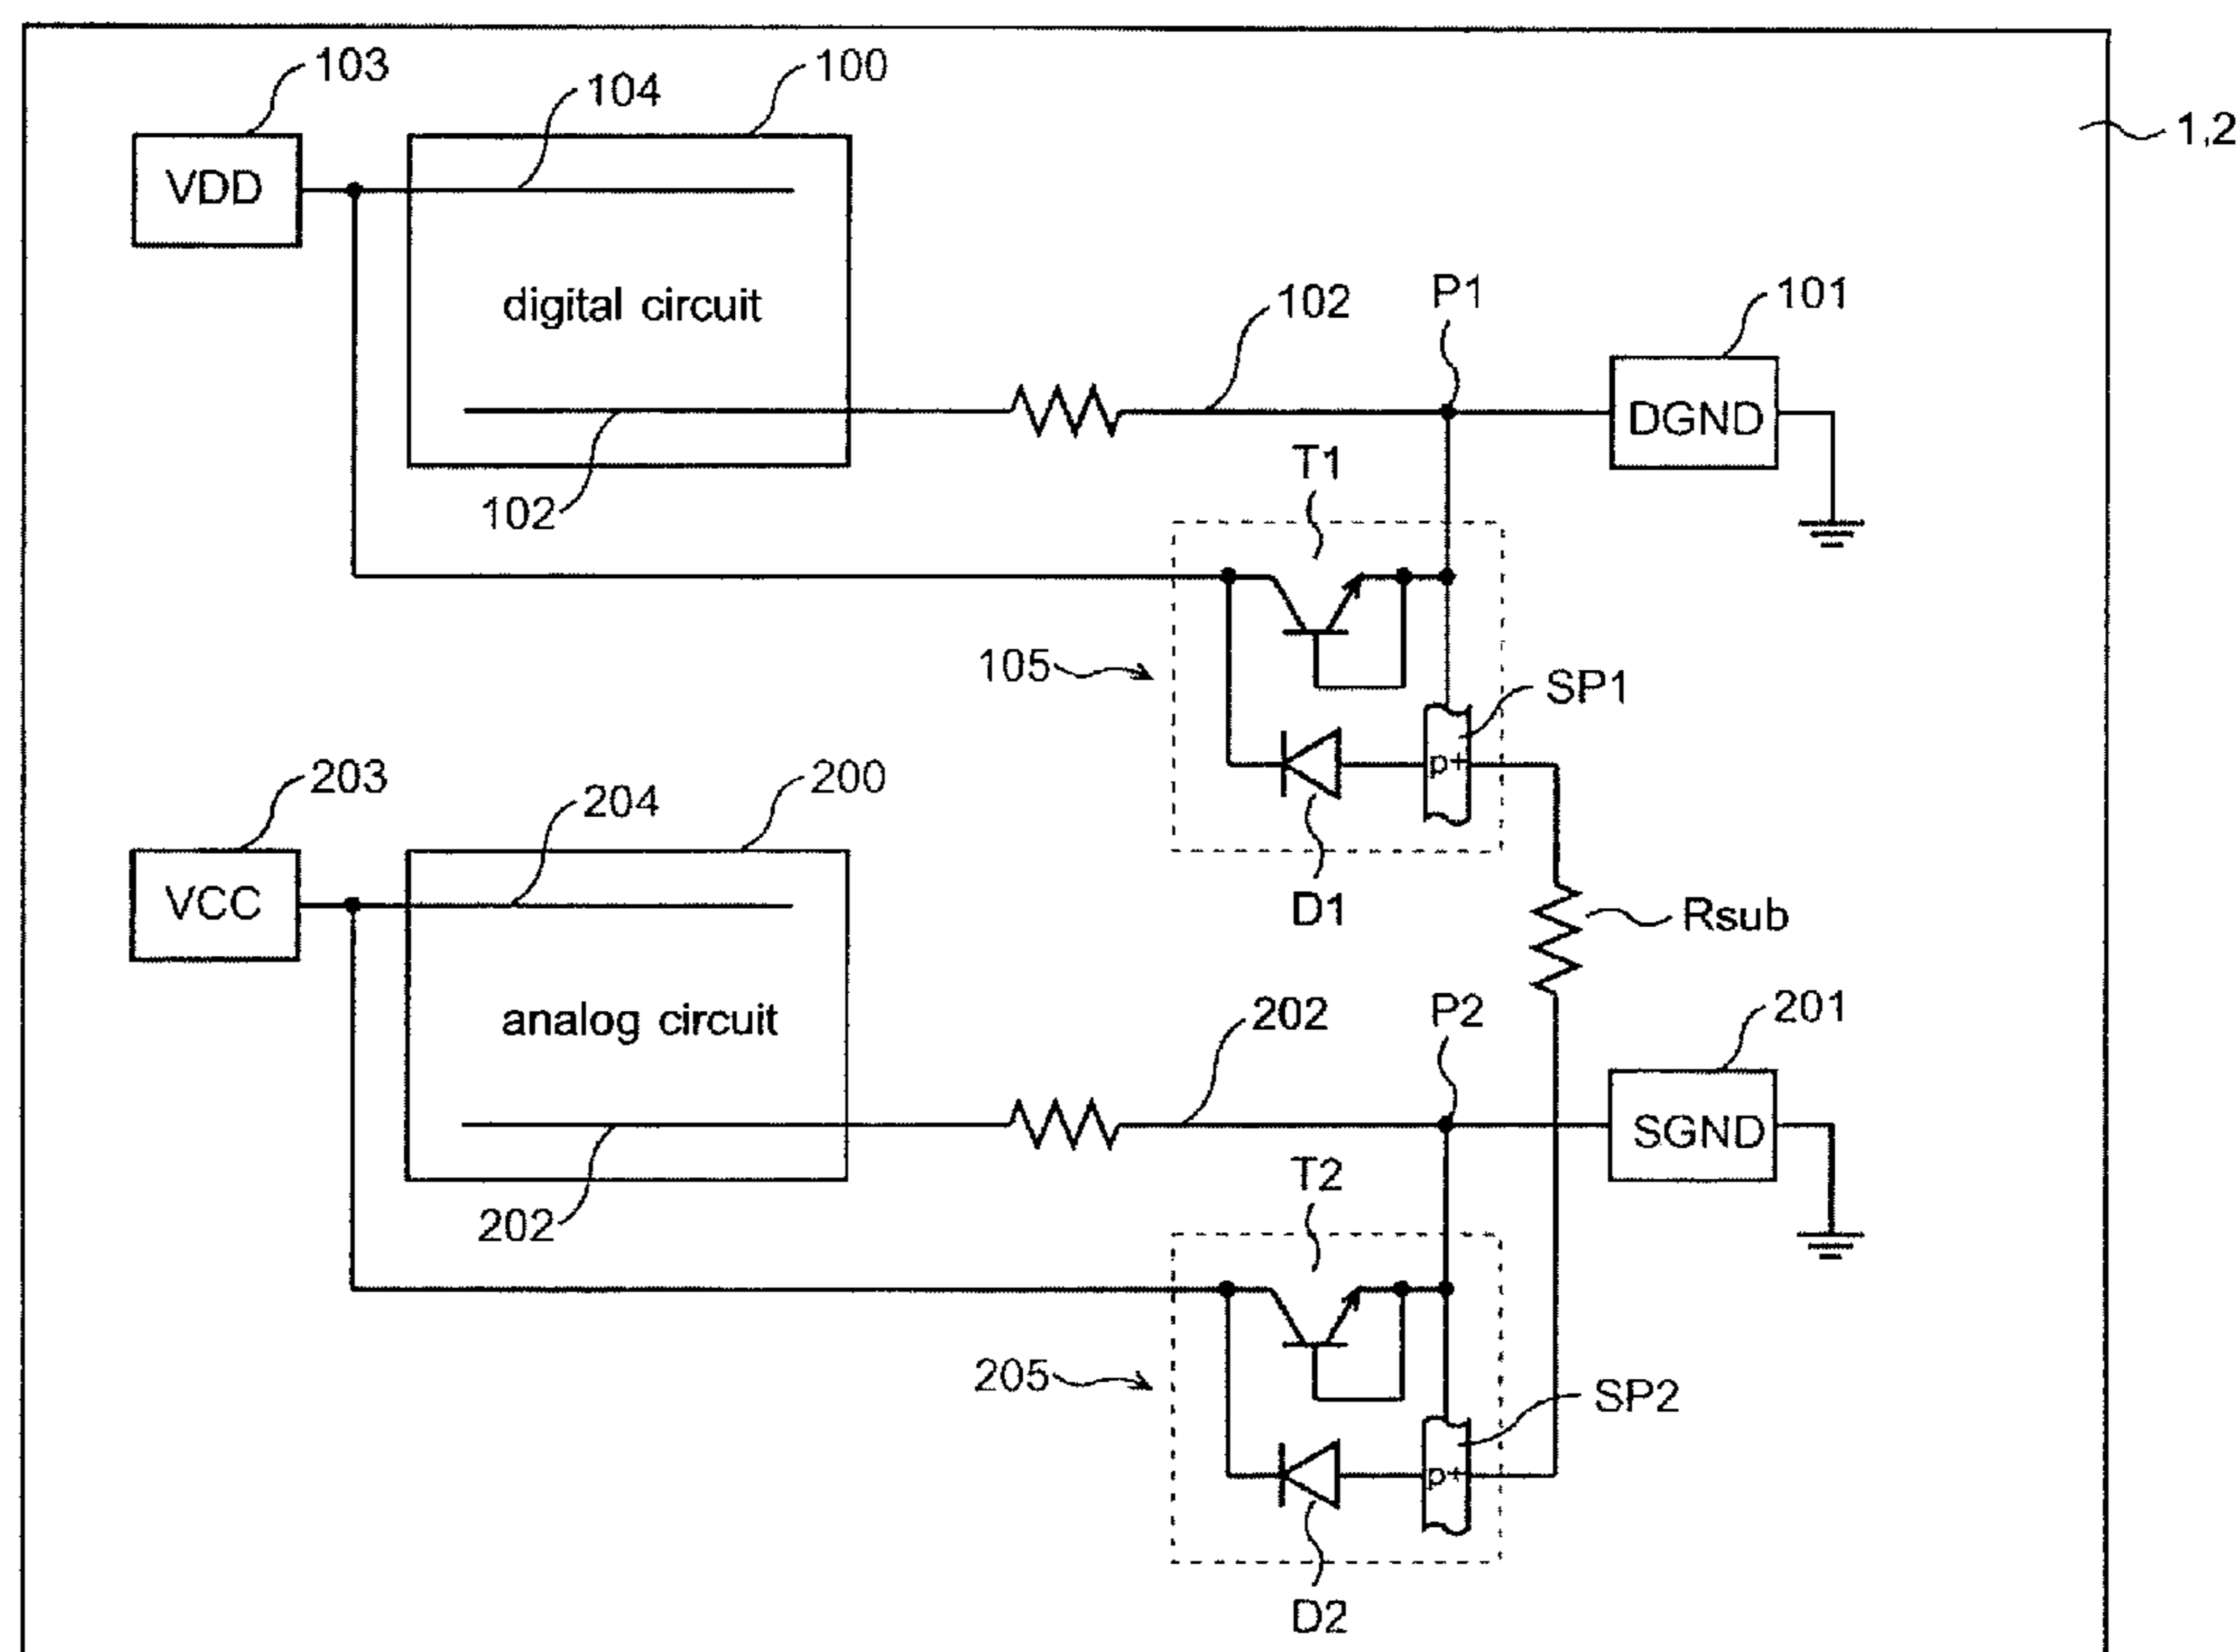 103
100
104
1,2
VDD
digital circuit
102
P1
101
DGND
102
T1
105
SP1
p+
D1
203
204
200
VCC
Rsub
analog circuit
202
P2
201
SGND
202
T2
205
SP2
p+
D2